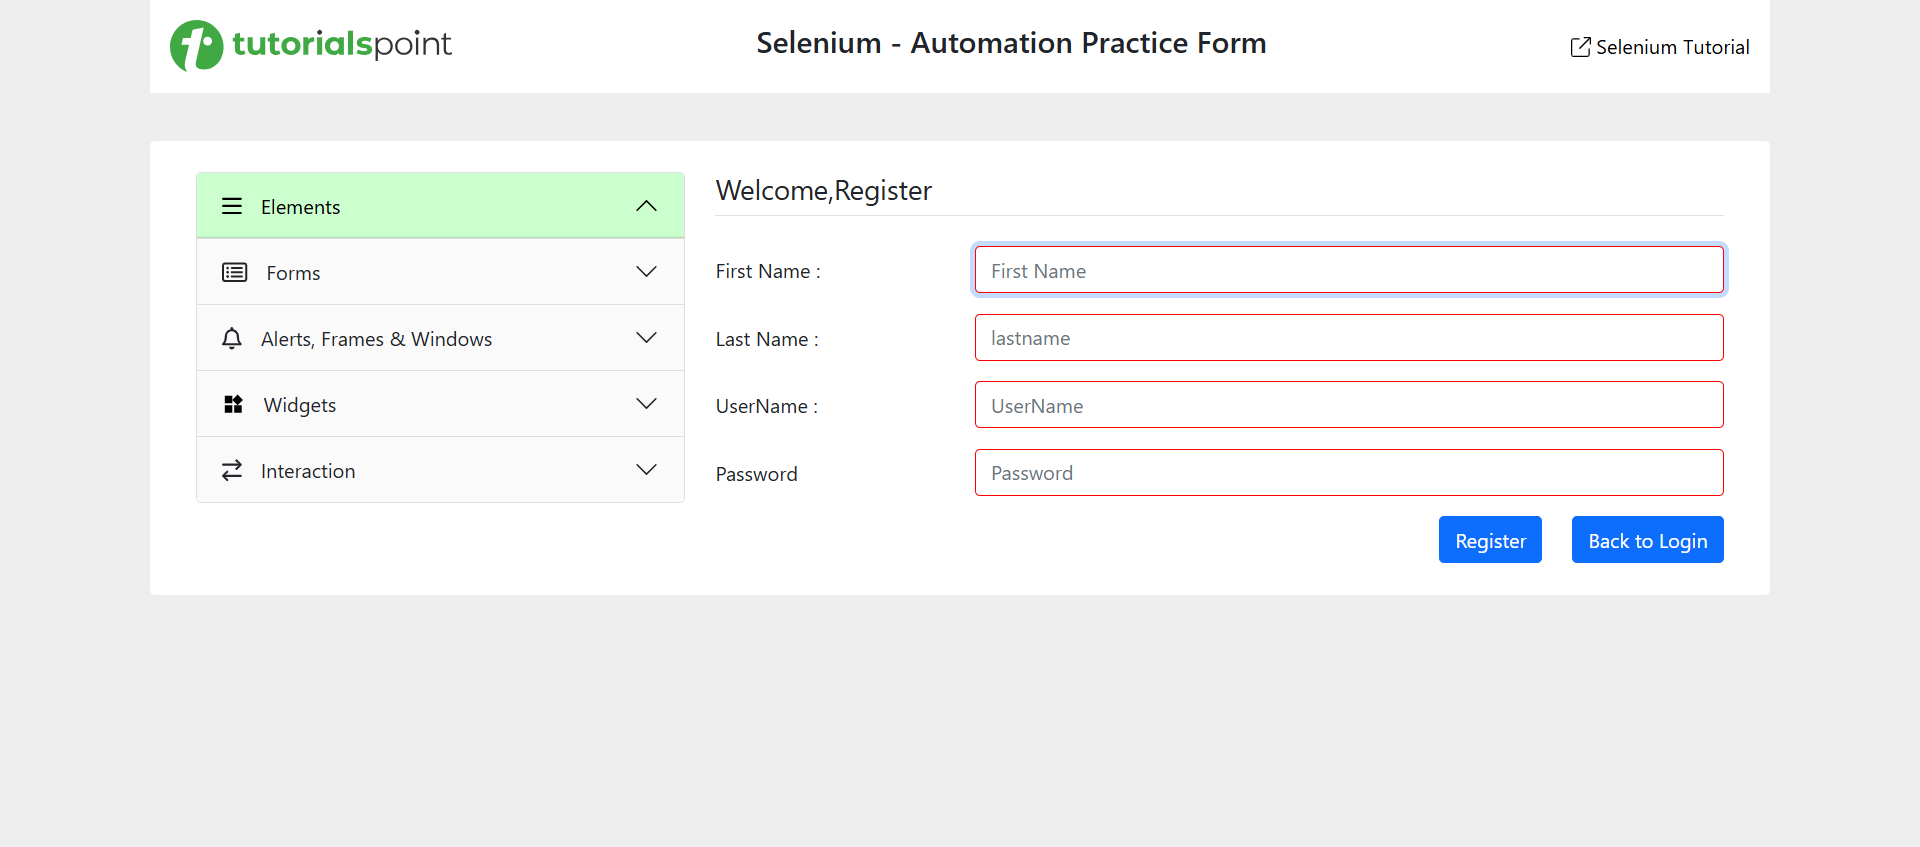 tutorialspoint
Selenium - Automation Practice Form
Selenium Tutorial
Elements
Forms
Alerts, Frames & Windows
Widgets
Interaction
Welcome,Register
First Name :
First Name
Last Name :
lastname
UserName :
UserName
Password
Password
Register
Back to Login